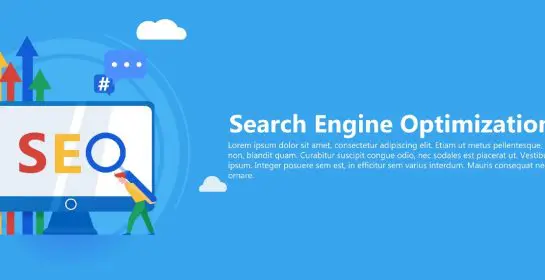 #
SEO
Search Engine Optimization
Lorem ipsum dolor sit amet, consectetur adipiscing elit. Etiam ut mattis pellentesque.
non, blandit quam. Curabitur suscipit congue odio, nec sodales est placerat ut. Vestibu
ipsum. Integer posuere sem est, in efficitur sem varius interdum. Mauris consequat ne
ornare.